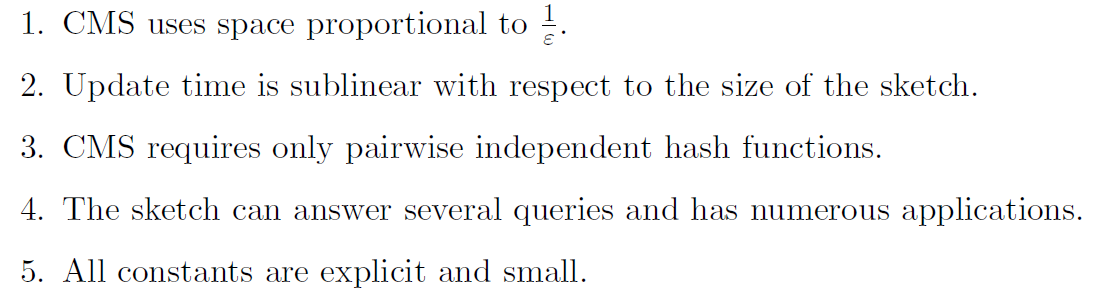 1. CMS uses space proportional to $\frac{1}{\varepsilon}$.
2. Update time is sublinear with respect to the size of the sketch.
3. CMS requires only pairwise independent hash functions.
4. The sketch can answer several queries and has numerous applications.
5. All constants are explicit and small.